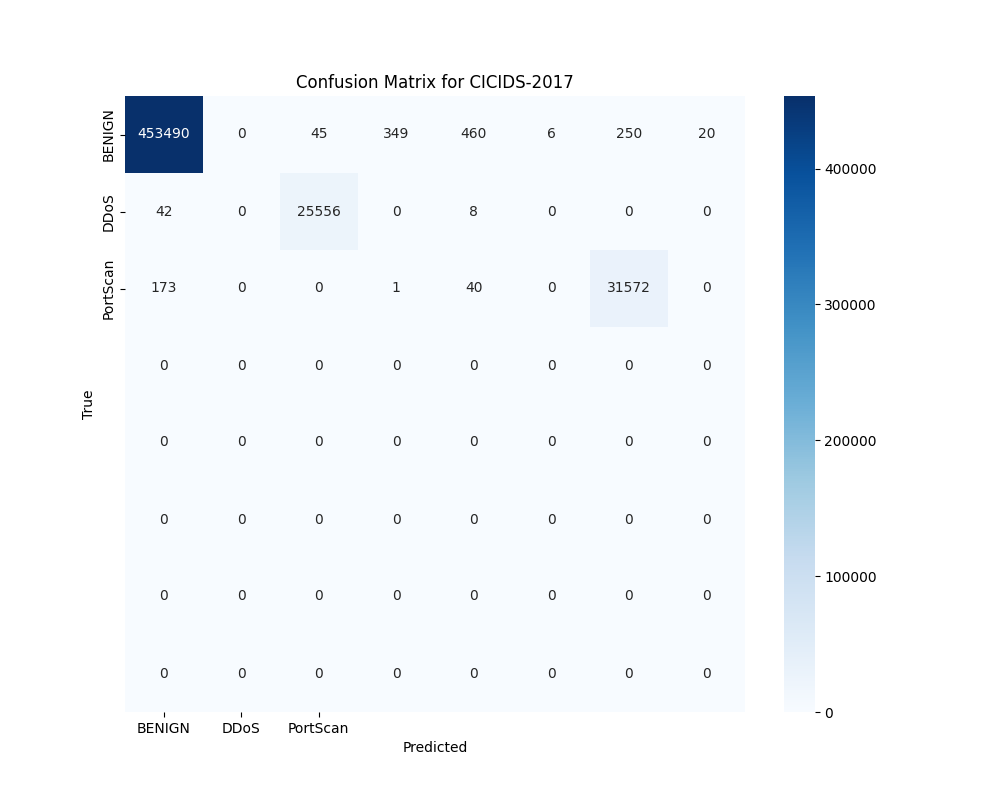 Confusion Matrix for CICIDS-2017
BENIGN 453490 0 45 349 460 6 250 20
DDoS 42 0 25556 0 8 0 0 0
PortScan 173 0 0 1 40 0 31572 0
0 0 0 0 0 0 0 0
0 0 0 0 0 0 0 0
0 0 0 0 0 0 0 0
0 0 0 0 0 0 0 0
0 0 0 0 0 0 0 0
True
BENIGN DDoS PortScan
Predicted
400000
300000
200000
100000
0